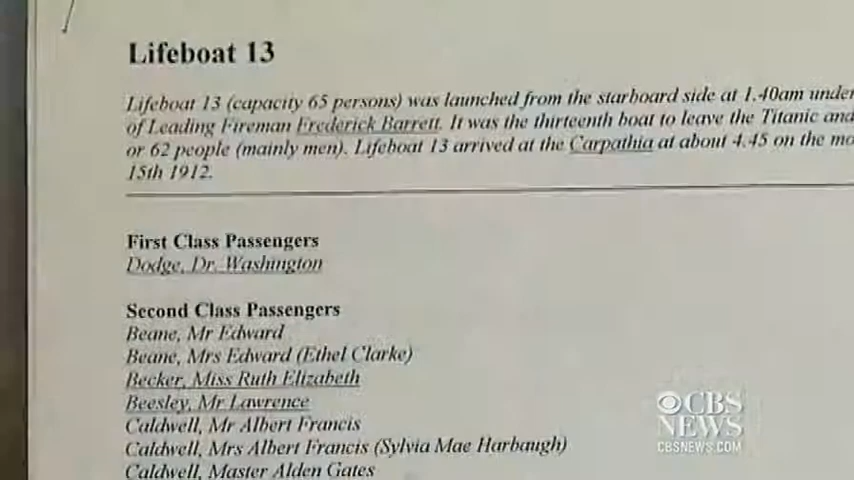 Lifeboat 13
Lifeboat 13 (capacity 65 persons) was launched from the starboard side at 1.40am under
of Leading Fireman Frederick Barrett. It was the thirteenth boat to leave the Titanic and
or 62 people (mainly men). Lifeboat 13 arrived at the Carpathia at about 4.45 on the mo
15th 1912.
First Class Passengers
Dodge, Dr. Washington
Second Class Passengers
Beane, Mr Edward
Beane, Mrs Edward (Ethel Clarke)
Becker, Miss Ruth Elizabeth
Beesley, Mr Lawrence
Caldwell, Mr Albert Francis
Caldwell, Mrs Albert Francis (Sylvia Mae Harbaugh)
Caldwell, Master Alden Gates
CBS
NEWS
CBSNEWS.COM